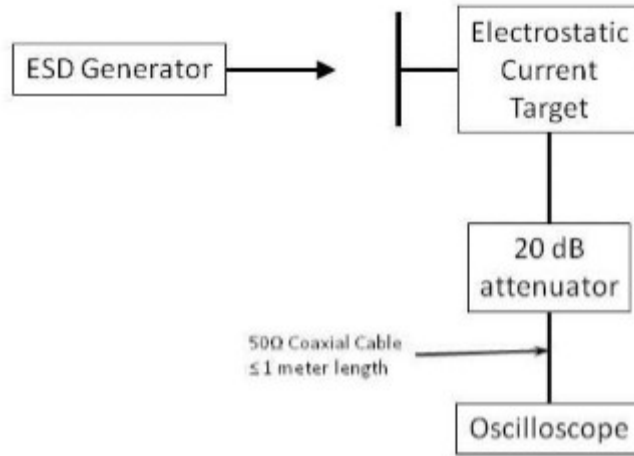 ESD Generator
Electrostatic
Current
Target
20 dB
attenuator
50Ω Coaxial Cable
≤1 meter length
Oscilloscope